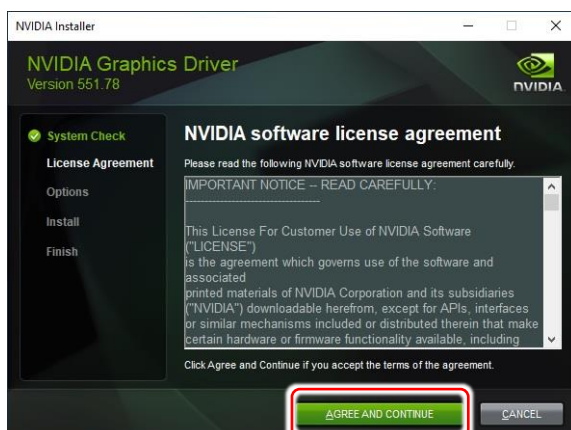 NVIDIA Installer
NVIDIA Graphics Driver
Version 551.78
NVIDIA.
System Check
License Agreement
Options
Install
Finish
NVIDIA software license agreement
Please read the following NVIDIA software license agreement carefully.
IMPORTANT NOTICE -- READ CAREFULLY:
--------------------------------
This License For Customer Use of NVIDIA Software
("LICENSE")
is the agreement which governs use of the software and
associated
printed materials of NVIDIA Corporation and its subsidiaries
("NVIDIA") downloadable herefrom, except for APIs, interfaces
or similar mechanisms included or distributed therein that make
certain hardware or firmware functionality available, including
Click Agree and Continue if you accept the terms of the agreement.
AGREE AND CONTINUE
CANCEL